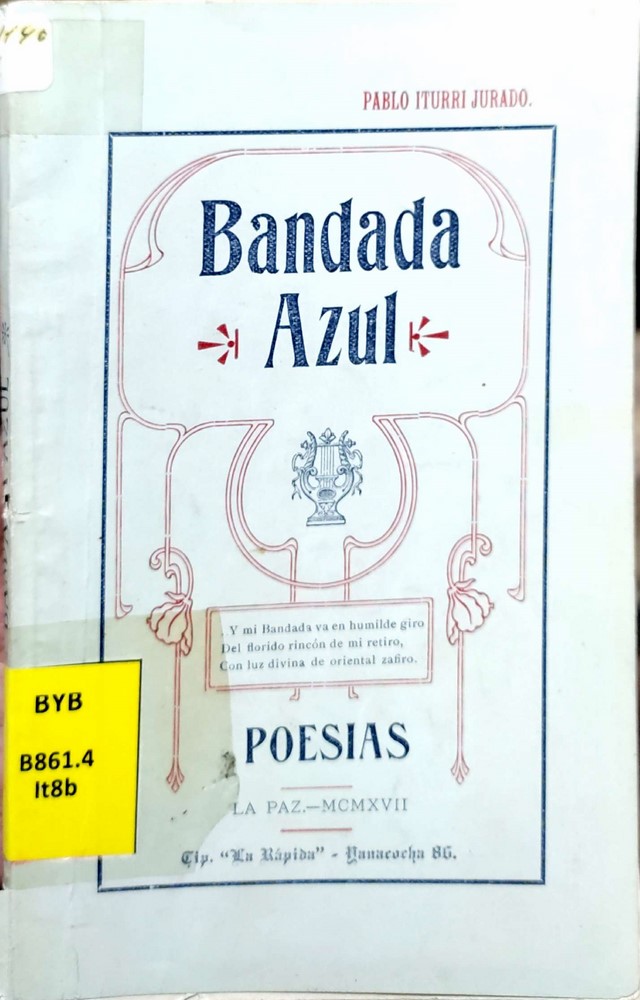 PABLO ITURRI JURADO.
Bandada
Azul
. Y mi Bandada va en humilde giro
Del florido rincón de mi retiro,
Con luz divina de oriental zafiro.
POESIAS
LA PAZ.—MCMXVII
Tip. "La Rápida" - Yanacocha 86.
BYB
B861.4
It8b